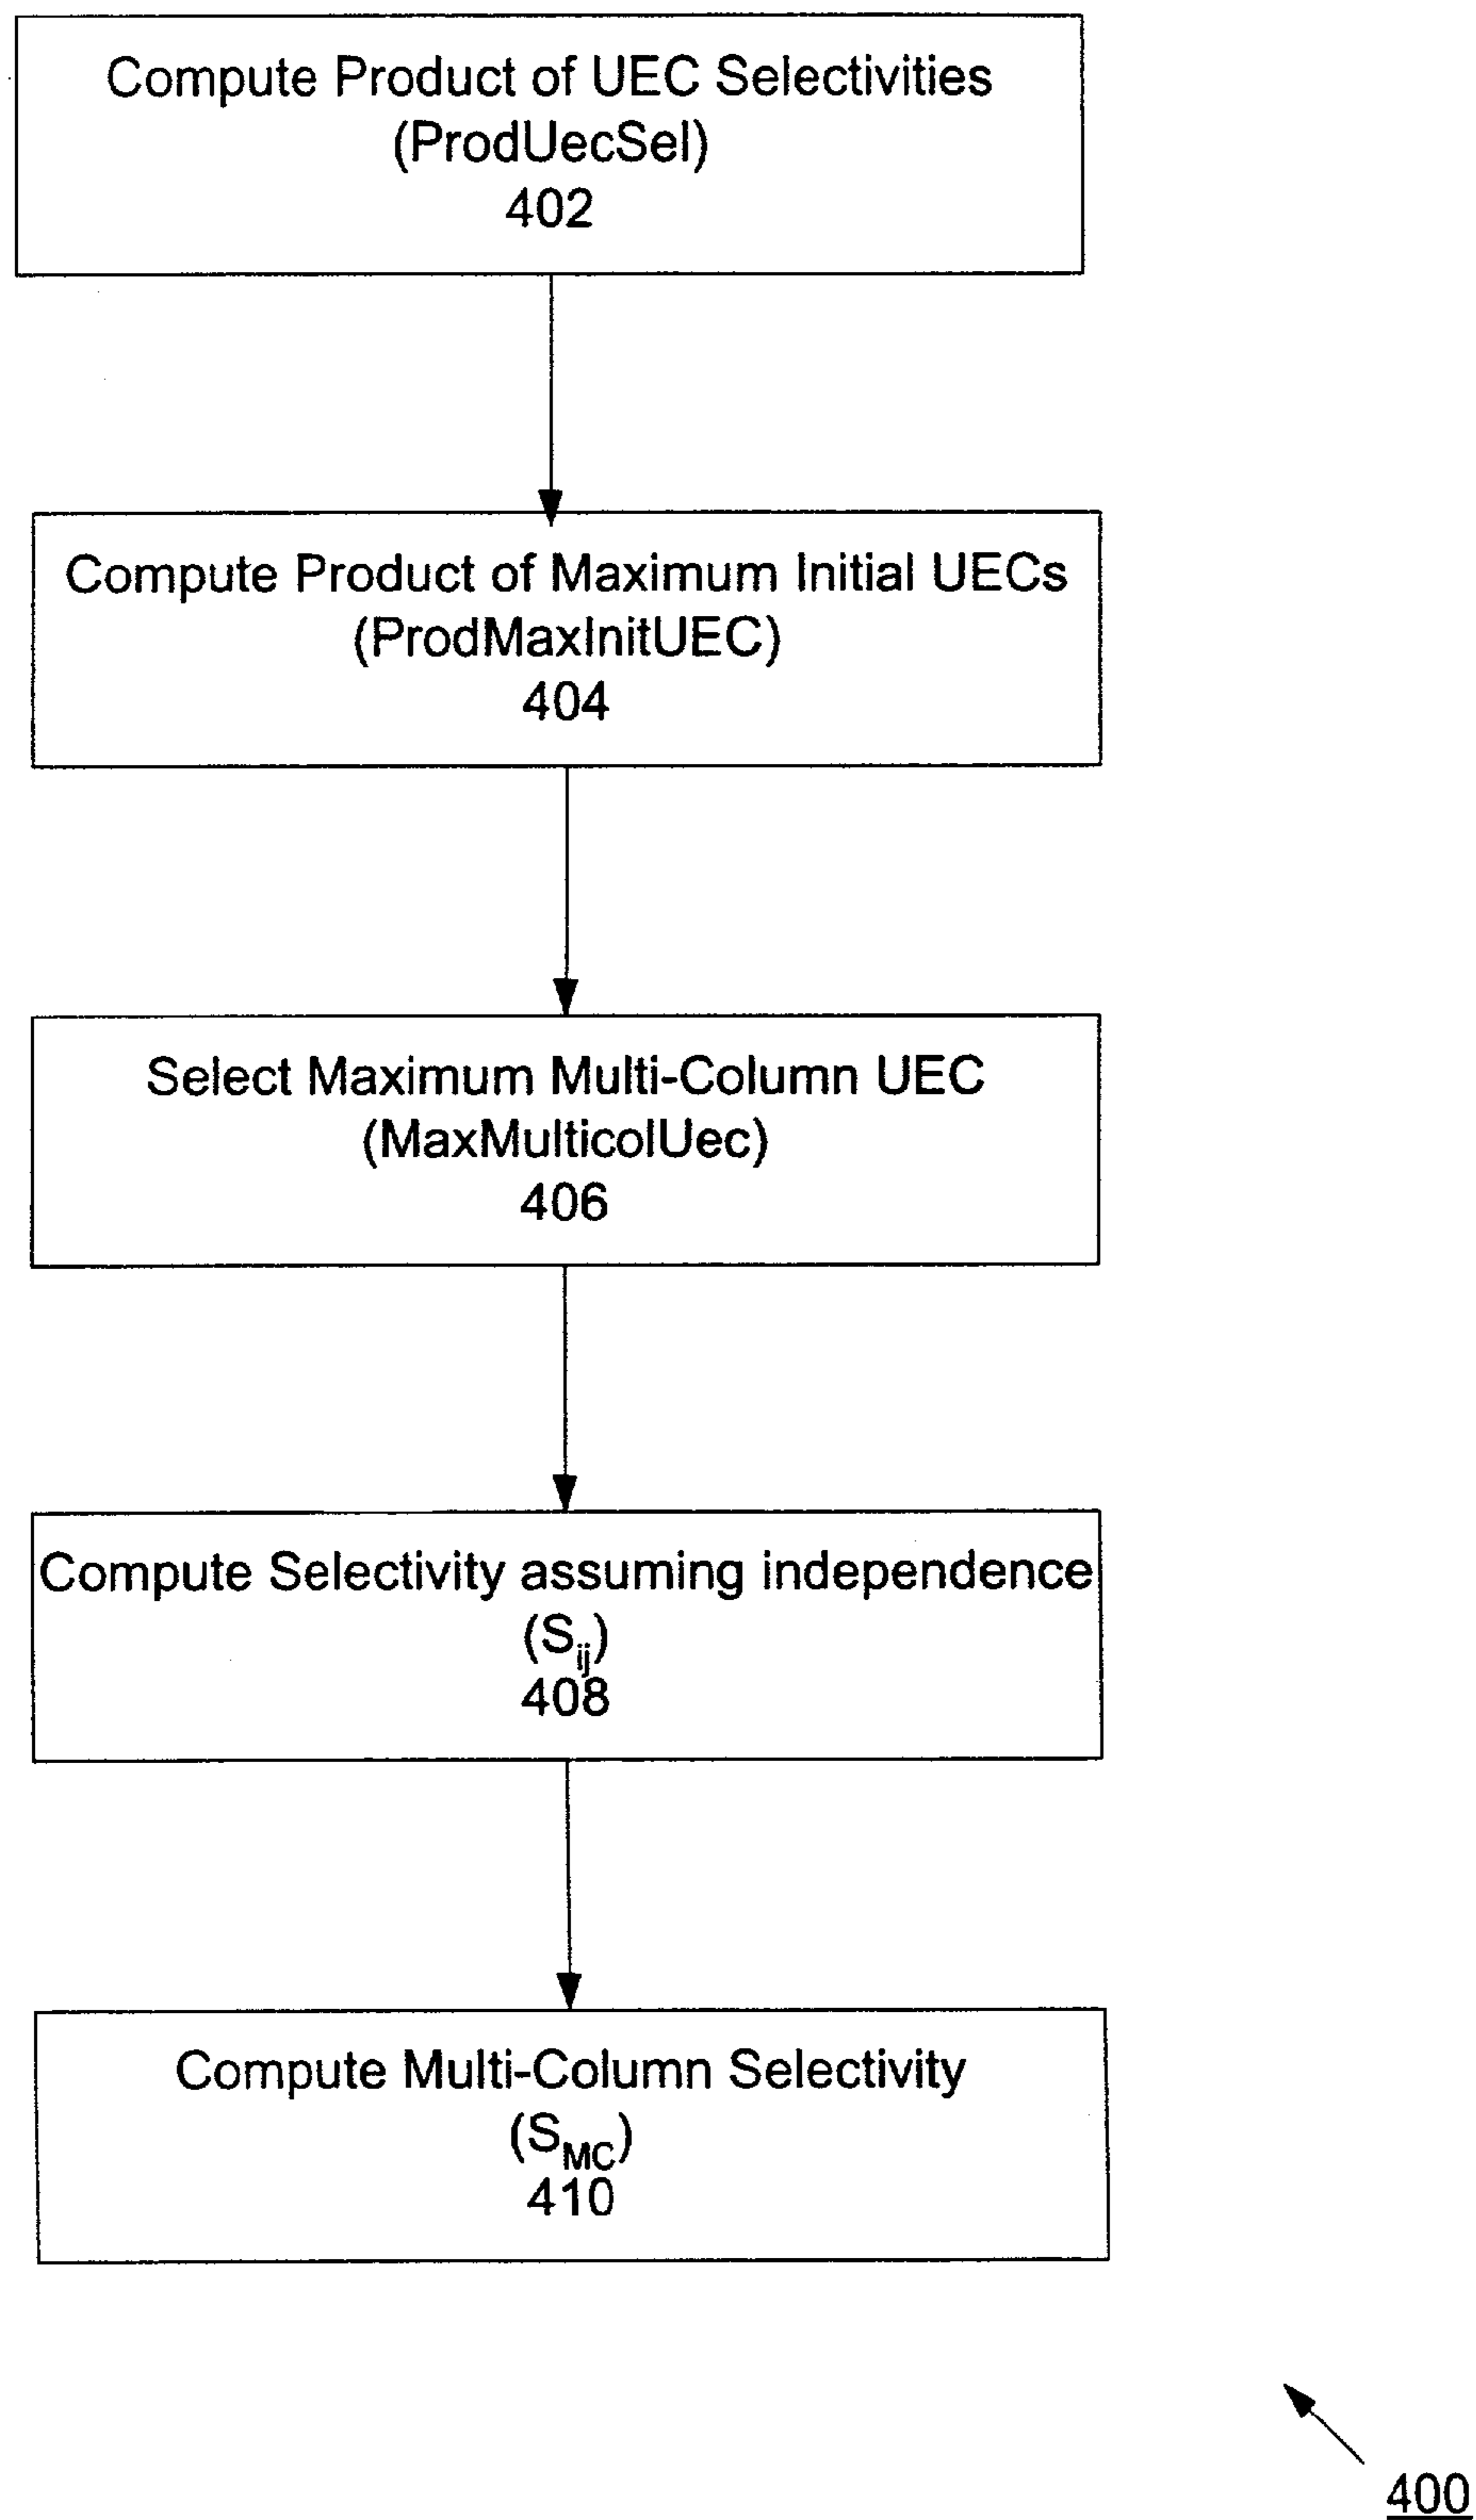 Compute Product of UEC Selectivities
(ProdUecSel)
402
Compute Product of Maximum Initial UECs
(ProdMaxInitUEC)
404
Select Maximum Multi-Column UEC
(MaxMulticolUec)
406
Compute Selectivity assuming independence
(Sij)
408
Compute Multi-Column Selectivity
(SMC)
410
400